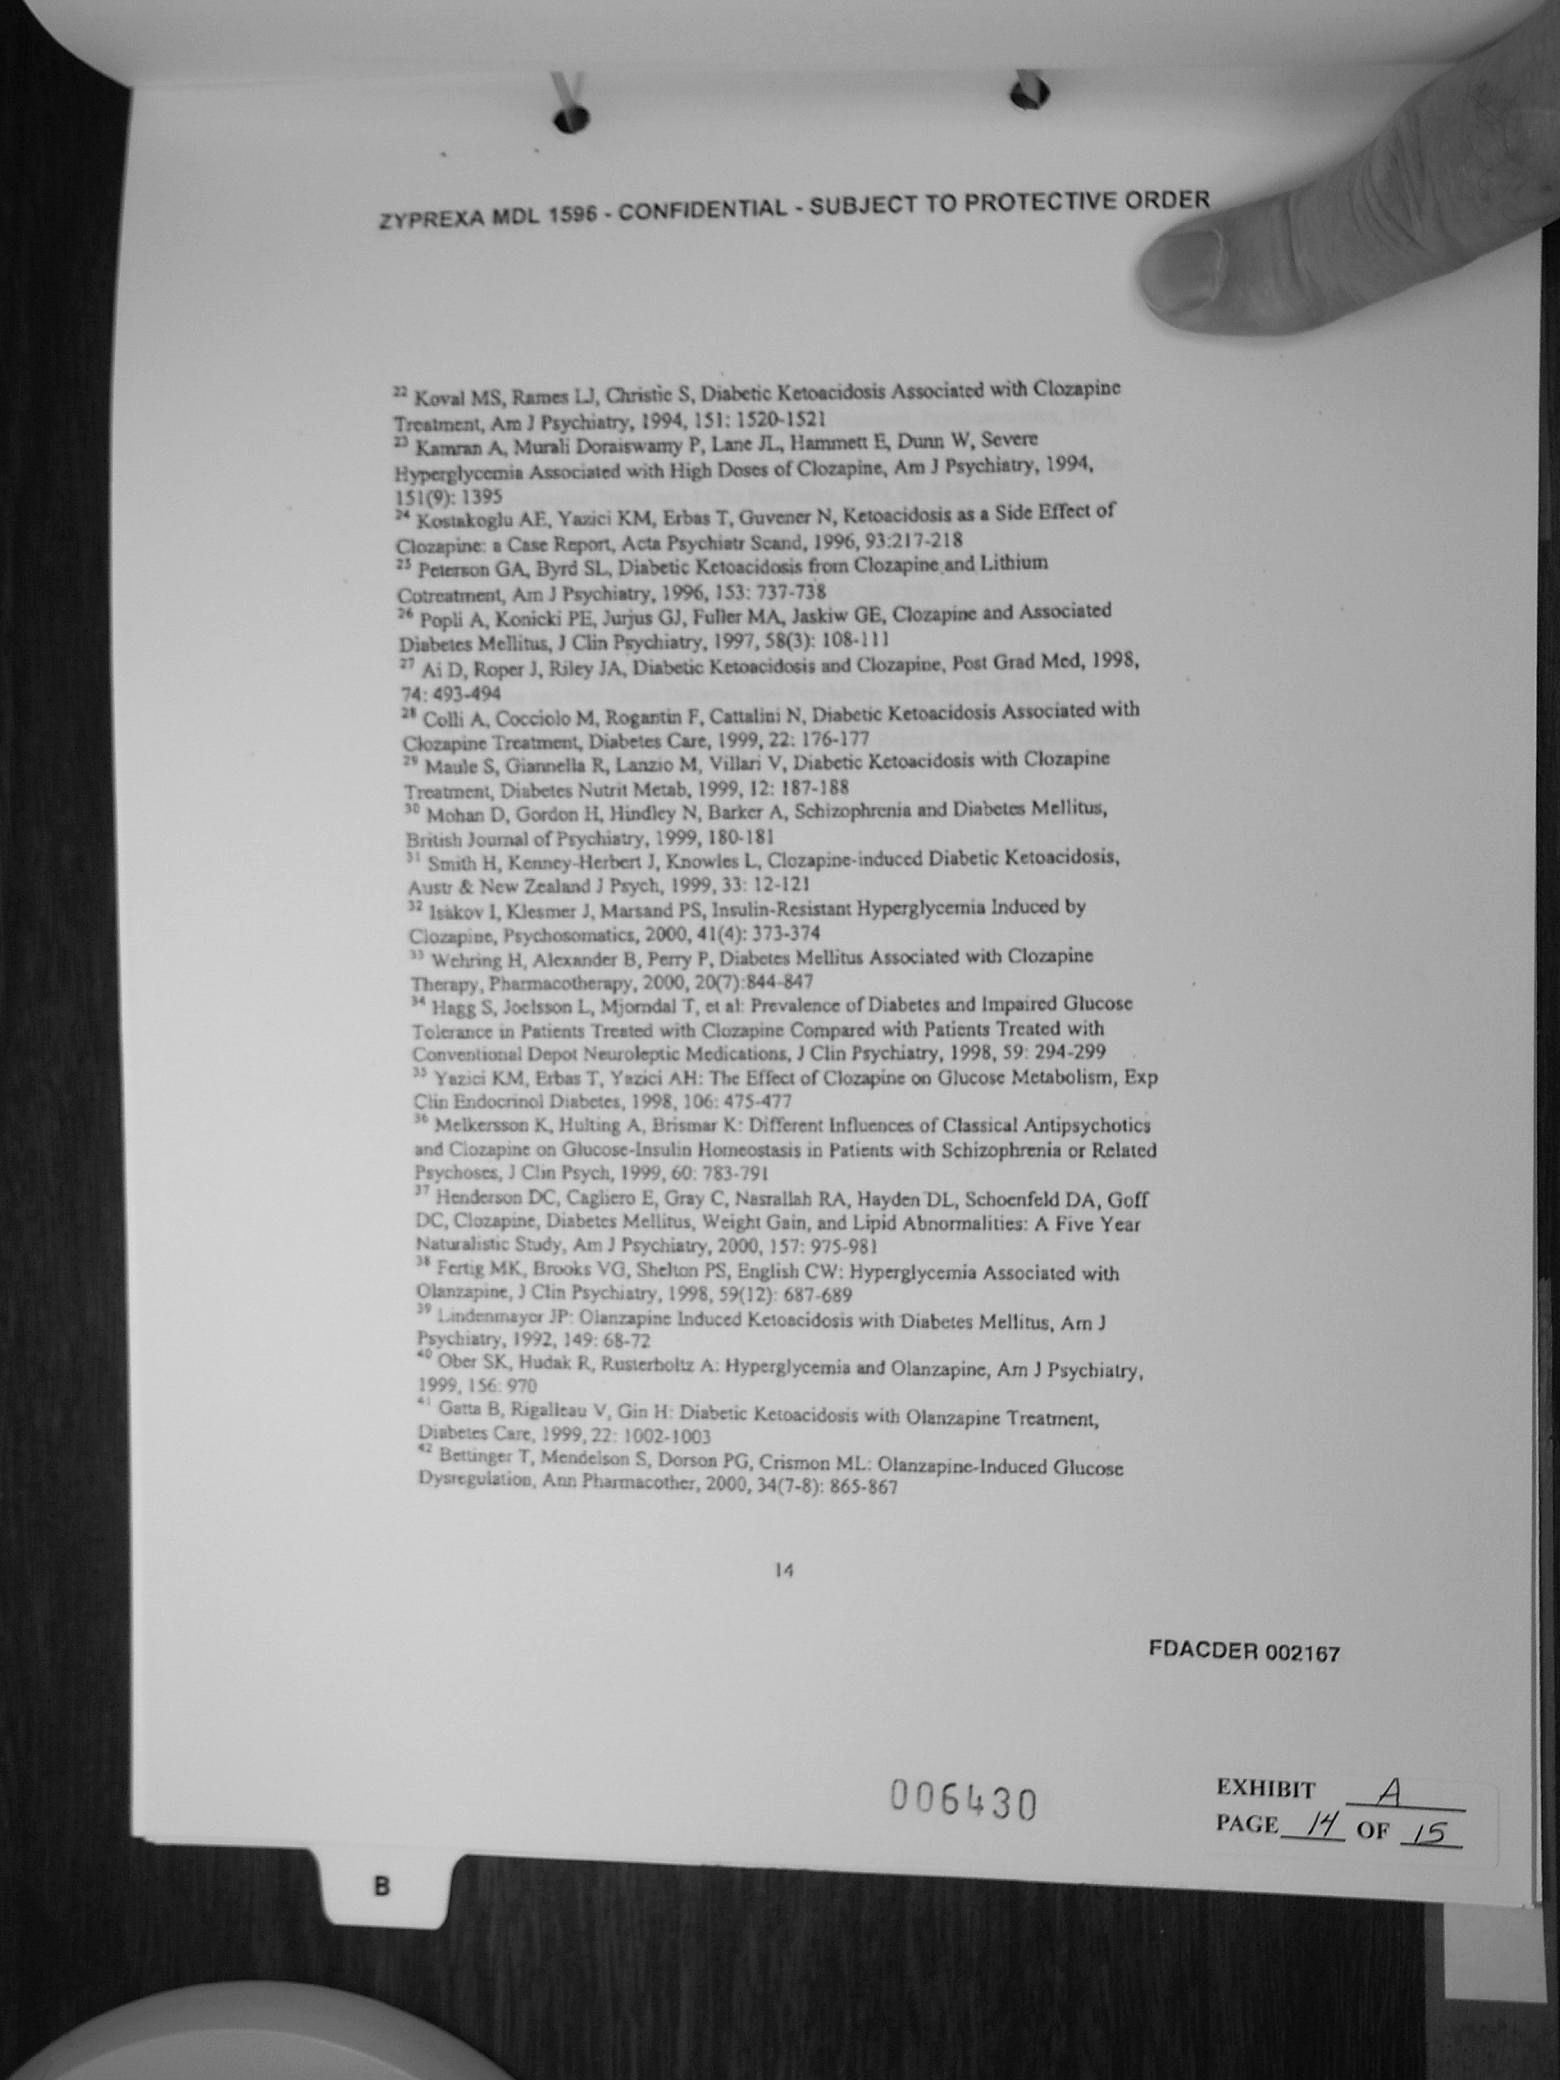 ZYPREXA MDL 1596 - CONFIDENTIAL - SUBJECT TO PROTECTIVE ORDER
22 Koval MS, Rames LJ, Christie S, Diabetic Ketoacidosis Associated with Clozapine
Treatment, Am J Psychiatry, 1994, 151: 1520-1521
23 Kamran A, Murali Doraiswamy P, Lane JL, Hammett E, Dunn W, Severe
Hyperglycemia Associated with High Doses of Clozapine, Am J Psychiatry, 1994,
151(9): 1395
24 Kostakoglu AE, Yazici KM, Erbas T, Guvener N, Ketoacidosis as a Side Effect of
Clozapine: a Case Report, Acta Psychiatr Scand, 1996, 93:217-218
25 Peterson GA, Byrd SL, Diabetic Ketoacidosis from Clozapine and Lithium
Cotreatment, Am J Psychiatry, 1996, 153: 737-738
26 Popli A, Konicki PE, Jurjus GJ, Fuller MA, Jaskiw GE, Clozapine and Associated
Diabetes Mellitus, J Clin Psychiatry, 1997, 58(3): 108-111
27 Ai D, Roper J, Riley JA, Diabetic Ketoacidosis and Clozapine, Post Grad Med, 1998,
74: 493-494
28 Colli A, Cocciolo M, Rogantin F, Cattalini N, Diabetic Ketoacidosis Associated with
Clozapine Treatment, Diabetes Care, 1999, 22: 176-177
29 Maule S, Giannella R, Lanzio M, Villari V, Diabetic Ketoacidosis with Clozapine
Treatment, Diabetes Nutrit Metab, 1999, 12: 187-188
30 Mohan D, Gordon H, Hindley N, Barker A, Schizophrenia and Diabetes Mellitus,
British Journal of Psychiatry, 1999, 180-181
31 Smith H, Kenney-Herbert J, Knowles L, Clozapine-induced Diabetic Ketoacidosis,
Austr & New Zealand J Psych, 1999, 33: 12-121
32 Isakov I, Klesmer J, Marsand PS, Insulin-Resistant Hyperglycemia Induced by
Clozapine, Psychosomatics, 2000, 41(4): 373-374
33 Wehring H, Alexander B, Perry P, Diabetes Mellitus Associated with Clozapine
Therapy, Pharmacotherapy, 2000, 20(7):844-847
34 Hagg S, Joelsson L, Mjorndal T, et al: Prevalence of Diabetes and Impaired Glucose
Tolerance in Patients Treated with Clozapine Compared with Patients Treated with
Conventional Depot Neuroleptic Medications, J Clin Psychiatry, 1998, 59: 294-299
35 Yazici KM, Erbas T, Yazici AH: The Effect of Clozapine on Glucose Metabolism, Exp
Clin Endocrinol Diabetes, 1998, 106: 475-477
36 Melkersson K, Hulting A, Brismar K: Different Influences of Classical Antipsychotics
and Clozapine on Glucose-Insulin Homeostasis in Patients with Schizophrenia or Related
Psychoses, J Clin Psych, 1999, 60: 783-791
37 Henderson DC, Cagliero E, Gray C, Nasrallah RA, Hayden DL, Schoenfeld DA, Goff
DC, Clozapine, Diabetes Mellitus, Weight Gain, and Lipid Abnormalities: A Five Year
Naturalistic Study, Am J Psychiatry, 2000, 157: 975-981
38 Fertig MK, Brooks VG, Shelton PS, English CW: Hyperglycemia Associated with
Olanzapine, J Clin Psychiatry, 1998, 59(12): 687-689
39 Lindenmayer JP: Olanzapine Induced Ketoacidosis with Diabetes Mellitus, Am J
Psychiatry, 1992, 149: 68-72
40 Ober SK, Hudak R, Rusterholtz A: Hyperglycemia and Olanzapine, Am J Psychiatry,
1999, 156: 970
41 Gatta B, Rigalleau V, Gin H: Diabetic Ketoacidosis with Olanzapine Treatment,
Diabetes Care, 1999, 22: 1002-1003
42 Bettinger T, Mendelson S, Dorson PG, Crismon ML: Olanzapine-Induced Glucose
Dysregulation, Ann Pharmacother, 2000, 34(7-8): 865-867
14
FDACDER 002167
006430
EXHIBIT A
PAGE 14 OF 15
B